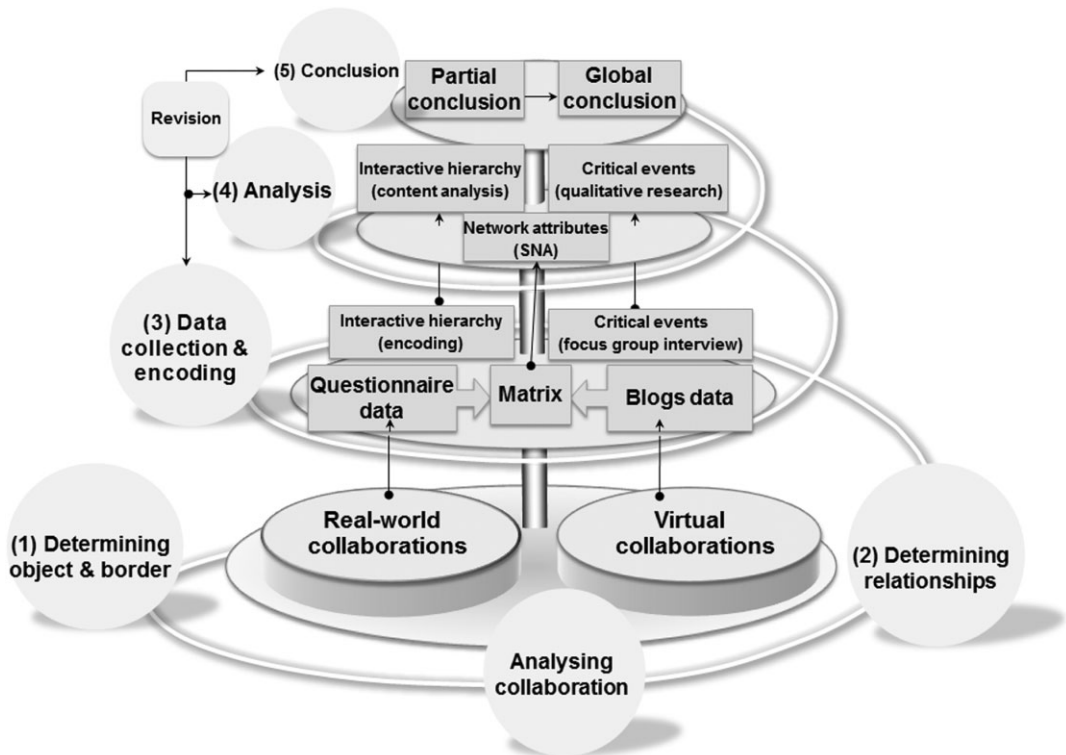 (5) Conclusion
Partial
conclusion
Global
conclusion
Revision
(4) Analysis
Interactive hierarchy
(content analysis)
Critical events
(qualitative research)
Network attributes
(SNA)
(3) Data
collection &
encoding
Interactive hierarchy
(encoding)
Critical events
(focus group interview)
Questionnaire
data
Matrix
Blogs data
(1) Determining
object & border
Real-world
collaborations
Virtual
collaborations
(2) Determining
relationships
Analysing
collaboration